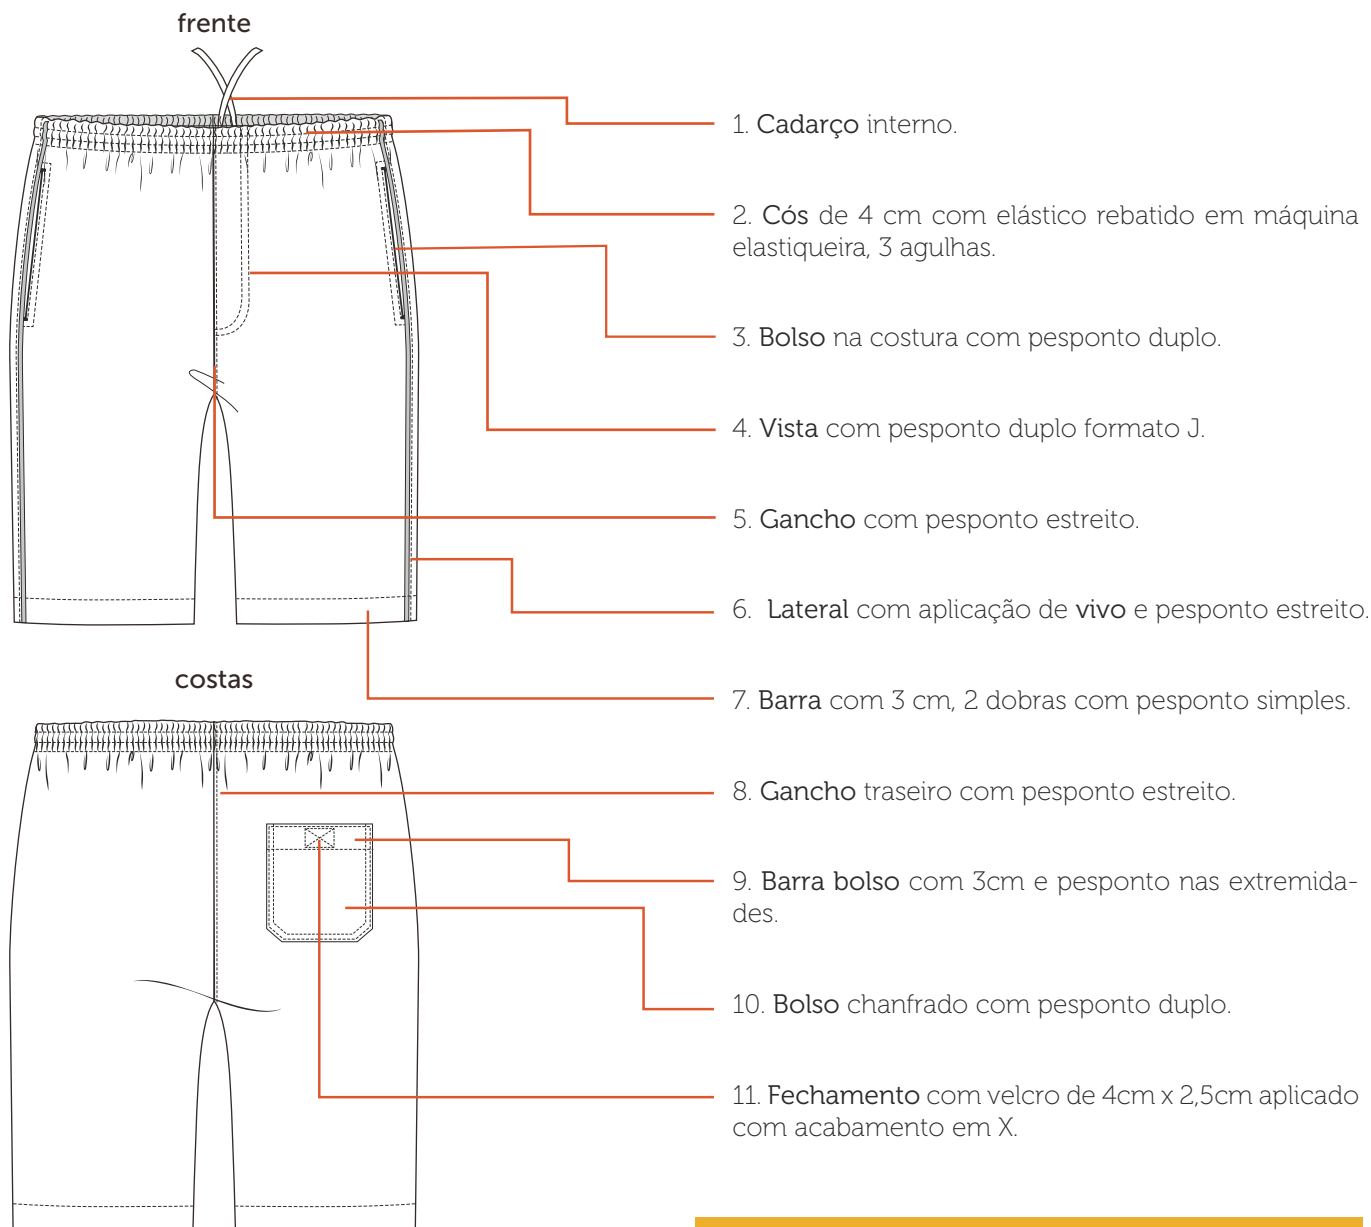 frente
1. Cadarço interno.
2. Cós de 4 cm com elástico rebatido em máquina
elastiqueira, 3 agulhas.
3. Bolso na costura com pesponto duplo.
4. Vista com pesponto duplo formato J.
5. Gancho com pesponto estreito.
6. Lateral com aplicação de vivo e pesponto estreito.
costas
7. Barra com 3 cm, 2 dobras com pesponto simples.
8. Gancho traseiro com pesponto estreito.
9. Barra bolso com 3cm e pesponto nas extremida-
des.
10. Bolso chanfrado com pesponto duplo.
11. Fechamento com velcro de 4cm x 2,5cm aplicado
com acabamento em X.